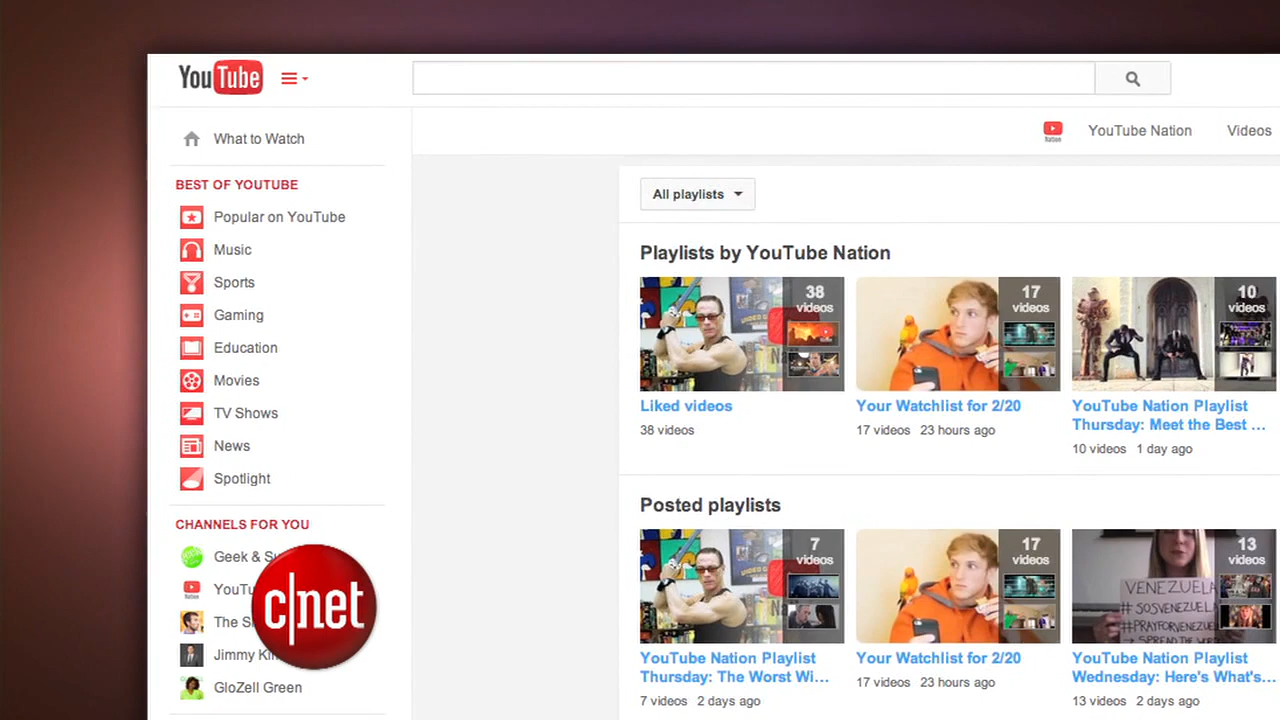 YouTube
What to Watch
YouTube Nation Videos
BEST OF YOUTUBE
Popular on YouTube
Music
Sports
Gaming
Education
Movies
TV Shows
News
Spotlight
CHANNELS FOR YOU
Geek &
The
Jimmy
GloZell Green
c|net
All playlists
Playlists by YouTube Nation
38
videos
17
videos
10
videos
Liked videos
38 videos
Your Watchlist for 2/20
17 videos 23 hours ago
YouTube Nation Playlist
Thursday: Meet the Best ...
10 videos 1 day ago
Posted playlists
7
videos
17
videos
13
videos
VENEZUELA
#SOSVENEZUELA
#PRAYFORVENEZUEL
SPREAD THE WORD
YouTube Nation Playlist
Thursday: The Worst Wi...
7 videos 2 days ago
Your Watchlist for 2/20
17 videos 23 hours ago
YouTube Nation Playlist
Wednesday: Here's What's...
13 videos 2 days ago